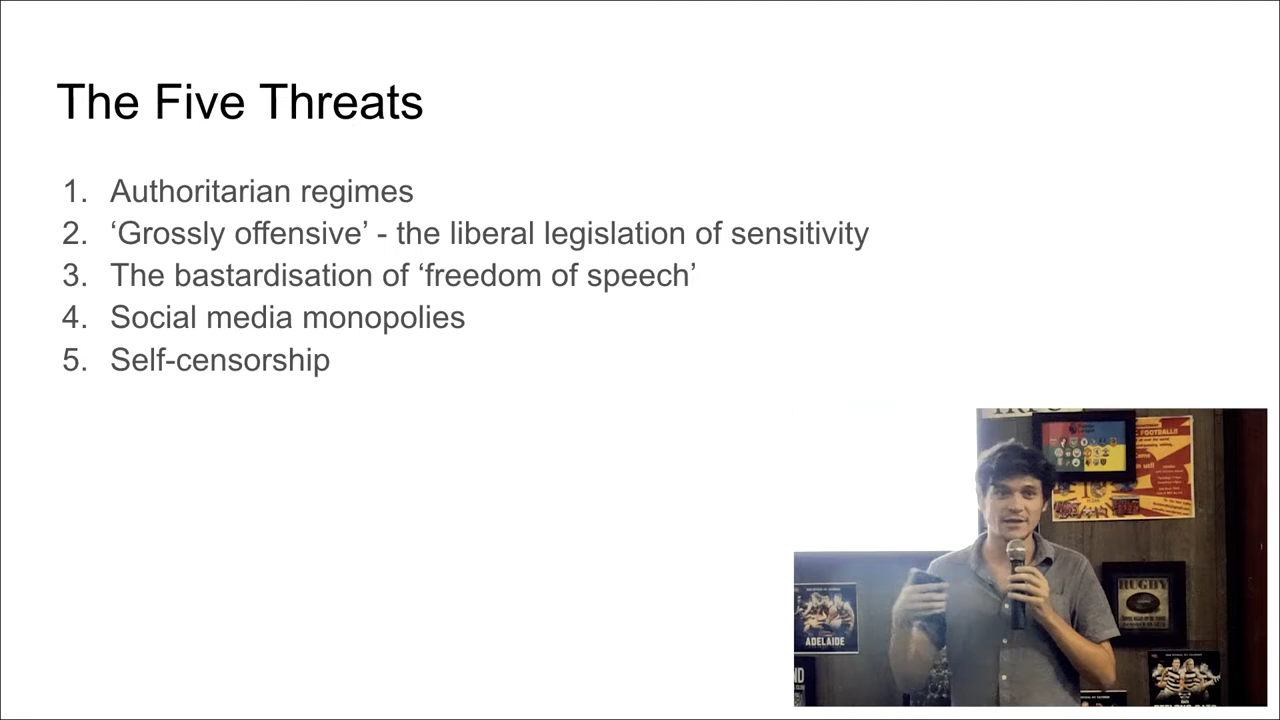 The Five Threats
1. Authoritarian regimes
2. ‘Grossly offensive’ - the liberal legislation of sensitivity
3. The bastardisation of ‘freedom of speech’
4. Social media monopolies
5. Self-censorship
FOOTBALLS
ADELAIDE
RUGBY